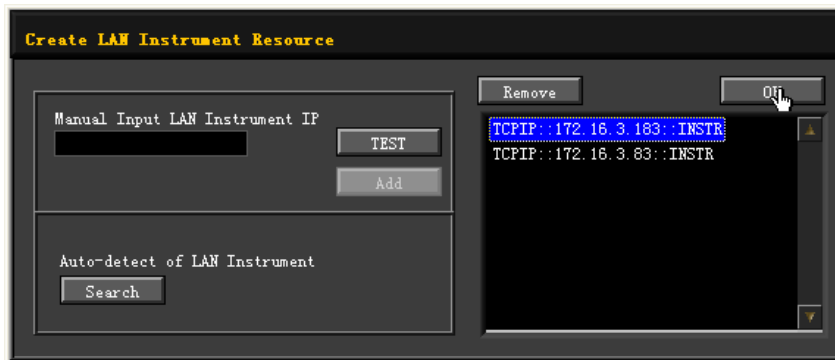 Create LAN Instrument Resource
Remove
Manual Input LAN Instrument IP
TEST
Add
TCPIP::172.16.3.183::INSTR
TCPIP::172.16.3.83::INSTR
Auto-detect of LAN Instrument
Search